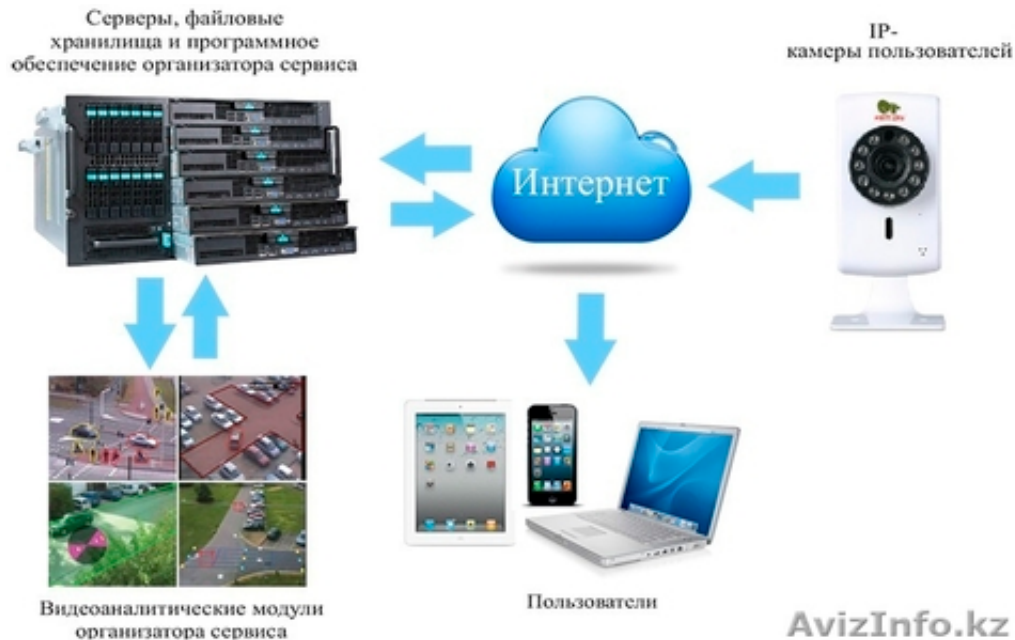 Серверы, файловые
хранилища и программное
обеспечение организатора сервиса
IP-
камеры пользователей
Интернет
Видеоаналитические модули
организатора сервиса
Пользователи
AvizInfo.kz